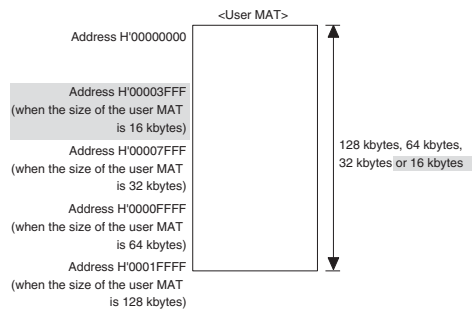 <User MAT>
Address H'00000000
Address H'00003FFF
(when the size of the user MAT
is 16 kbytes)
Address H'00007FFF
(when the size of the user MAT
is 32 kbytes)
Address H'0000FFFF
(when the size of the user MAT
is 64 kbytes)
Address H'0001FFFF
(when the size of the user MAT
is 128 kbytes)
128 kbytes, 64 kbytes,
32 kbytes or 16 kbytes